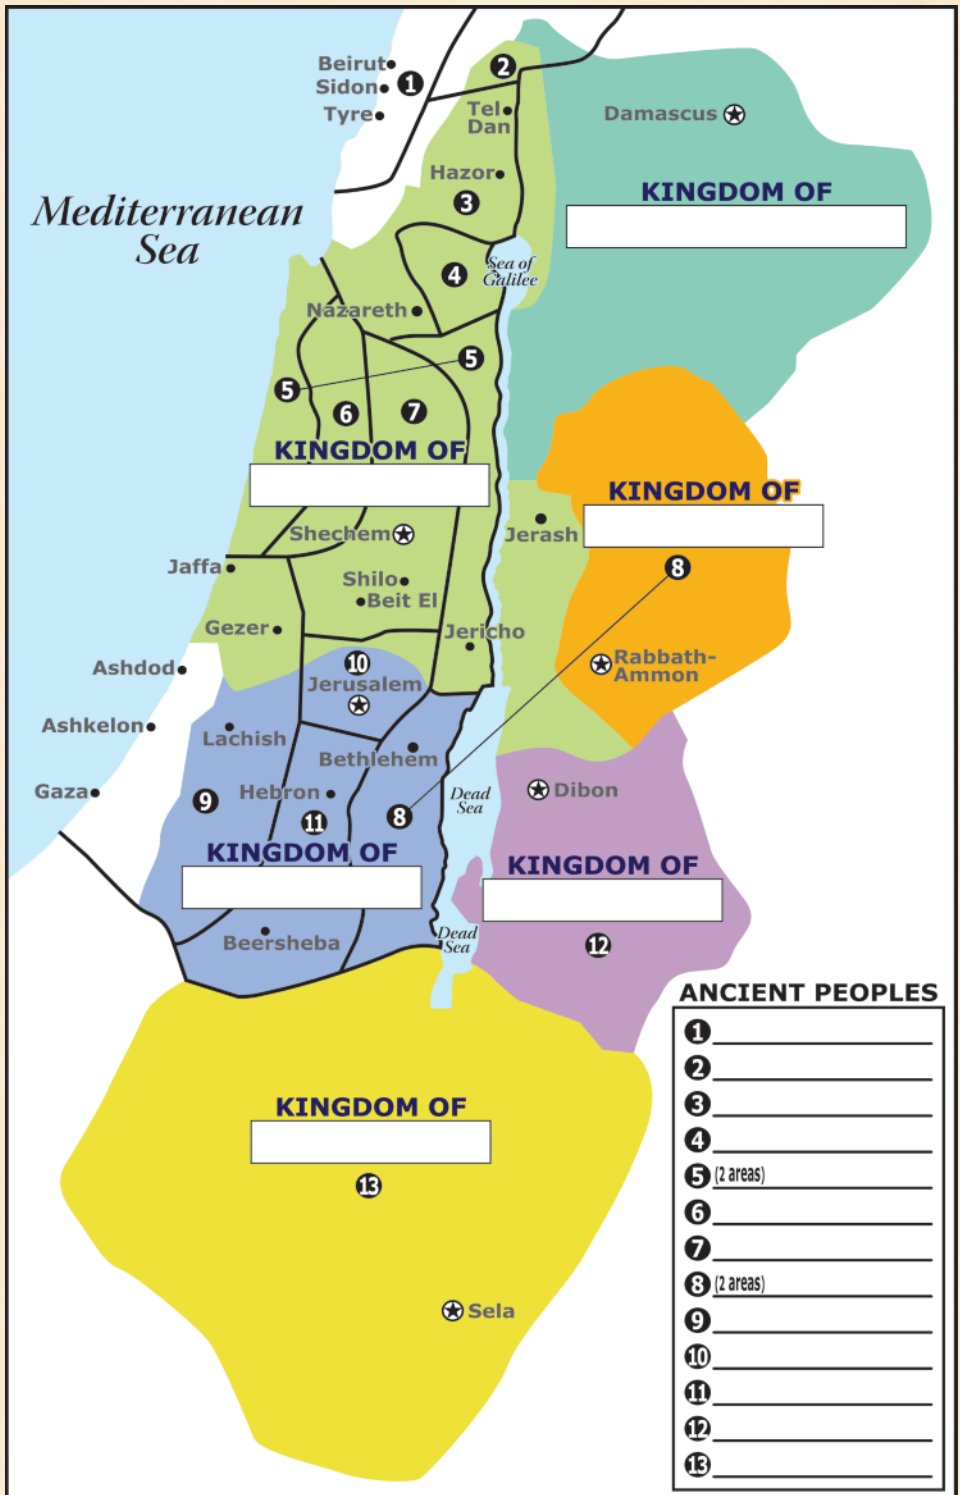 Beirut
Sidon
Tyre
1
2
Tel
Dan
Damascus
Hazor
3
KINGDOM OF
Mediterranean
Sea
4
Sea of
Galilee
Nazareth
5
5
6
7
KINGDOM OF
KINGDOM OF
Shechem
Jerash
Jaffa
8
Shilo
Beit El
Gezer
Jericho
10
Rabbath-
Ammon
Ashdod
Jerusalem
Ashkelon
Lachish
Bethlehem
Gaza
Hebron
Dead
Sea
Dibon
9
11
8
KINGDOM OF
KINGDOM OF
Beersheba
Dead
Sea
12
ANCIENT PEOPLES
1
2
3
4
5 (2 areas)
6
7
8 (2 areas)
9
10
11
12
13
KINGDOM OF
13
Sela